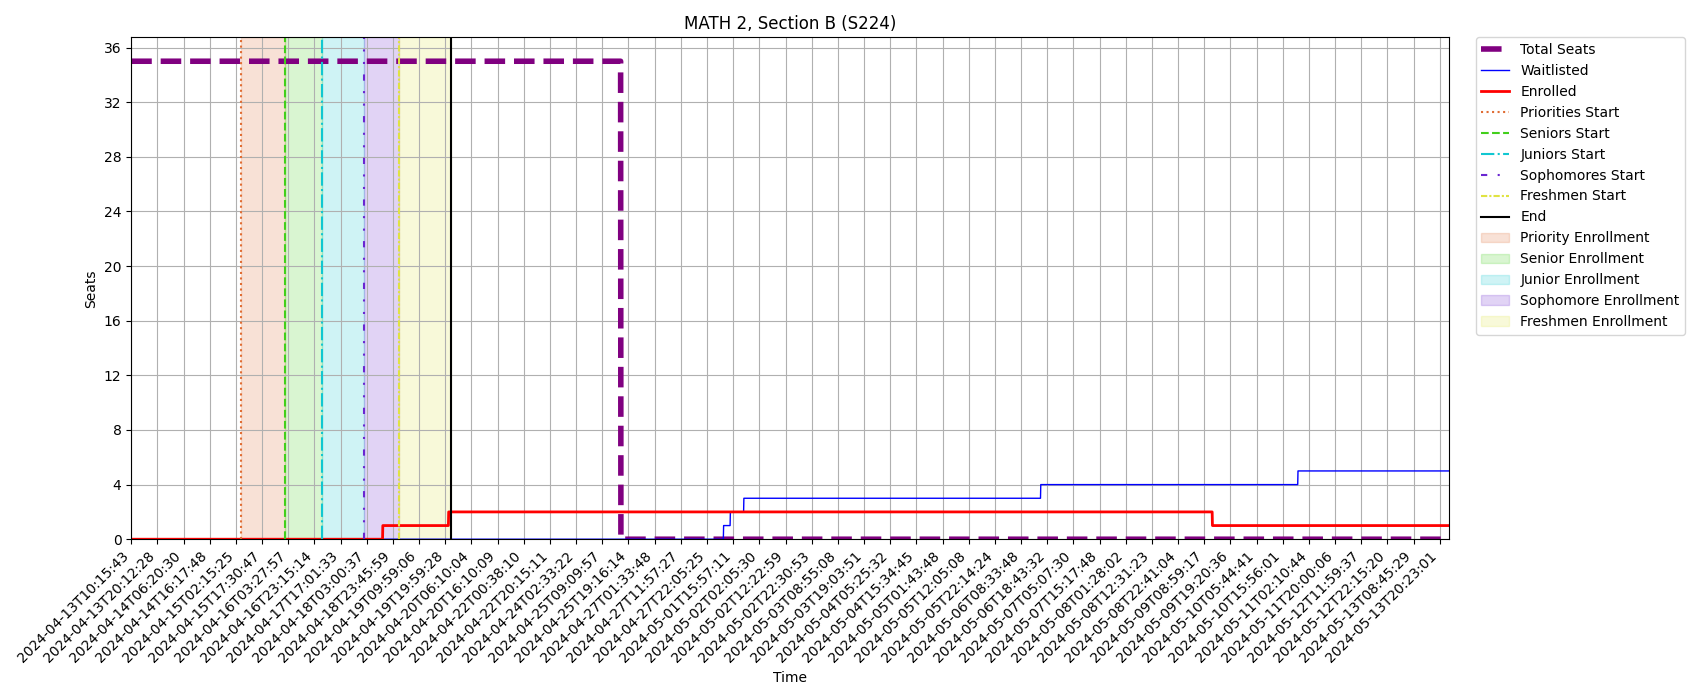 MATH 2, Section B (S224)
36
32
28
24
20
16
12
8
4
0
Seats
2024-04-13T10:15:43
2024-04-13T20:12:28
2024-04-14T06:20:30
2024-04-14T16:17:48
2024-04-15T02:15:25
2024-04-15T17:30:47
2024-04-16T03:27:57
2024-04-16T23:15:14
2024-04-17T17:01:33
2024-04-18T03:00:37
2024-04-18T23:45:59
2024-04-19T09:59:06
2024-04-19T19:59:28
2024-04-20T06:10:04
2024-04-20T16:10:09
2024-04-22T00:38:10
2024-04-22T20:15:11
2024-04-24T02:33:22
2024-04-25T09:09:57
2024-04-25T19:16:14
2024-04-27T01:33:48
2024-04-27T11:57:27
2024-04-27T22:05:25
2024-05-01T15:57:11
2024-05-02T02:05:30
2024-05-02T12:22:59
2024-05-02T22:30:53
2024-05-03T08:55:08
2024-05-03T19:03:51
2024-05-04T05:25:32
2024-05-04T15:34:45
2024-05-05T01:43:48
2024-05-05T12:05:08
2024-05-05T22:14:24
2024-05-06T08:33:48
2024-05-06T18:43:32
2024-05-07T05:07:30
2024-05-07T15:17:48
2024-05-08T01:28:02
2024-05-08T12:31:23
2024-05-08T22:41:04
2024-05-09T08:59:17
2024-05-09T19:20:36
2024-05-10T05:44:41
2024-05-10T15:56:01
2024-05-11T02:10:44
2024-05-11T20:00:06
2024-05-12T11:59:37
2024-05-12T22:15:20
2024-05-13T08:45:29
2024-05-13T20:23:01
Time
Total Seats
Waitlisted
Enrolled
Priorities Start
Seniors Start
Juniors Start
Sophomores Start
Freshmen Start
End
Priority Enrollment
Senior Enrollment
Junior Enrollment
Sophomore Enrollment
Freshmen Enrollment